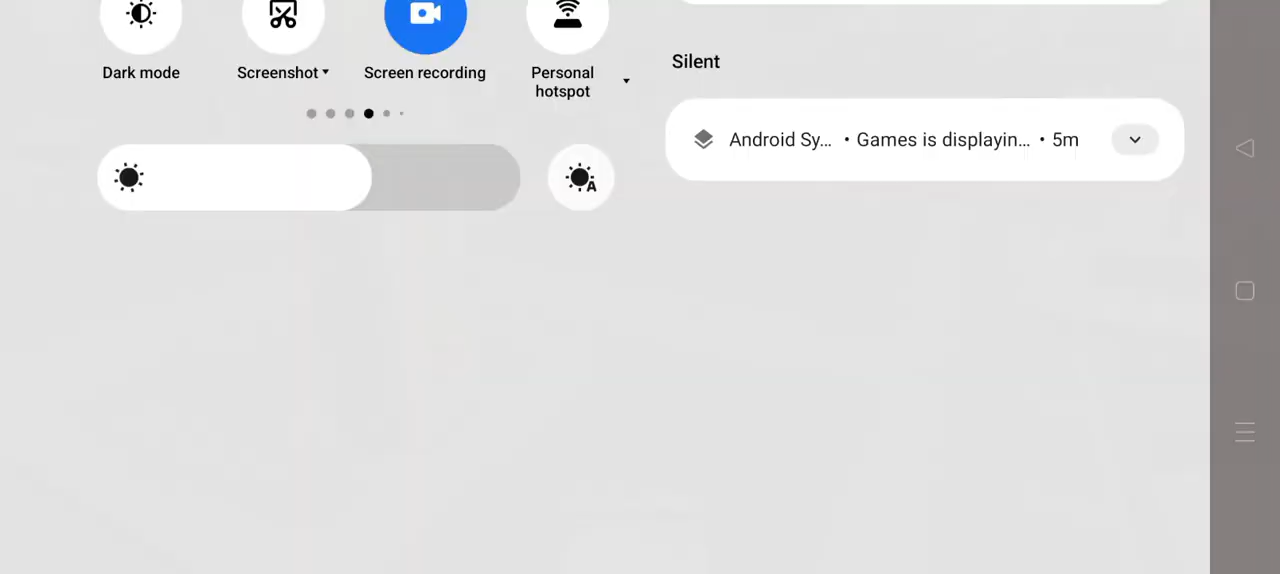 Dark mode
Screenshot
Screen recording
Personal
hotspot
A
Silent
Android Sy... • Games is displayin... • 5m